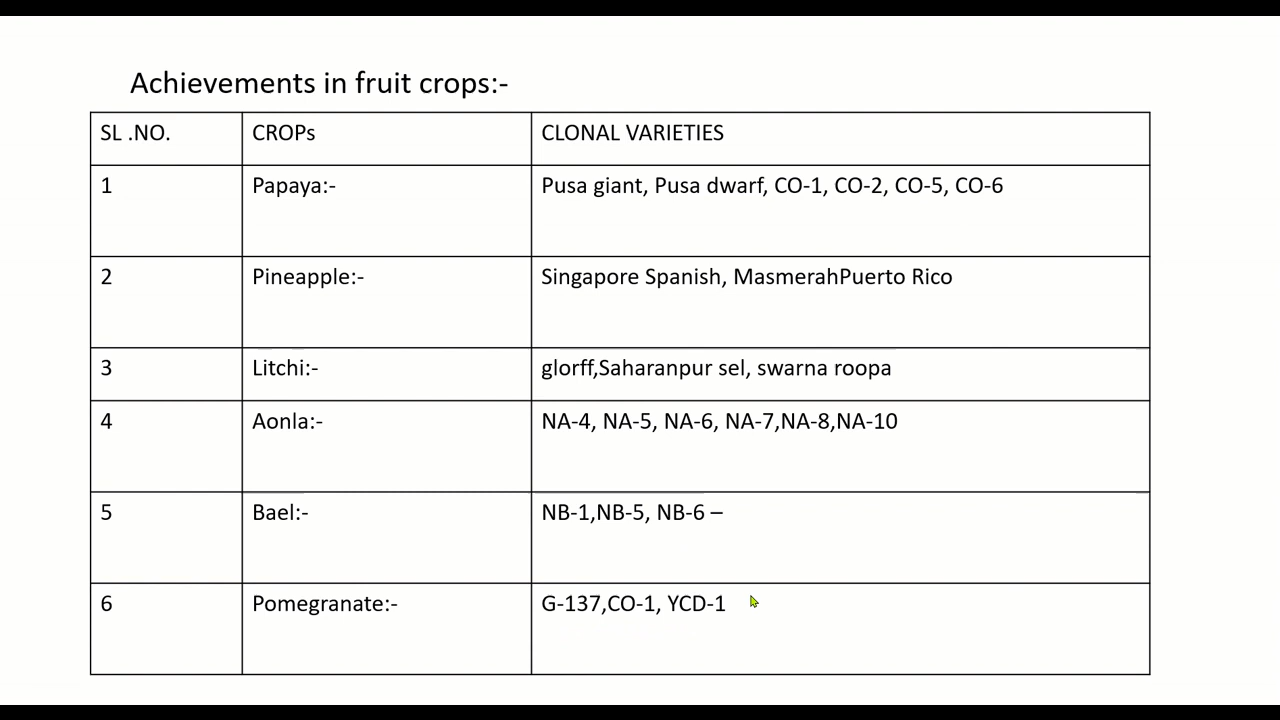 Achievements in fruit crops:-
SL .NO. CROPs CLONAL VARIETIES
1 Papaya:- Pusa giant, Pusa dwarf, CO-1, CO-2, CO-5, CO-6
2 Pineapple:- Singapore Spanish, MasmerahPuerto Rico
3 Litchi:- glorff,Saharanpur sel, swarna roopa
4 Aonla:- NA-4, NA-5, NA-6, NA-7,NA-8,NA-10
5 Bael:- NB-1,NB-5, NB-6 –
6 Pomegranate:- G-137,CO-1, YCD-1